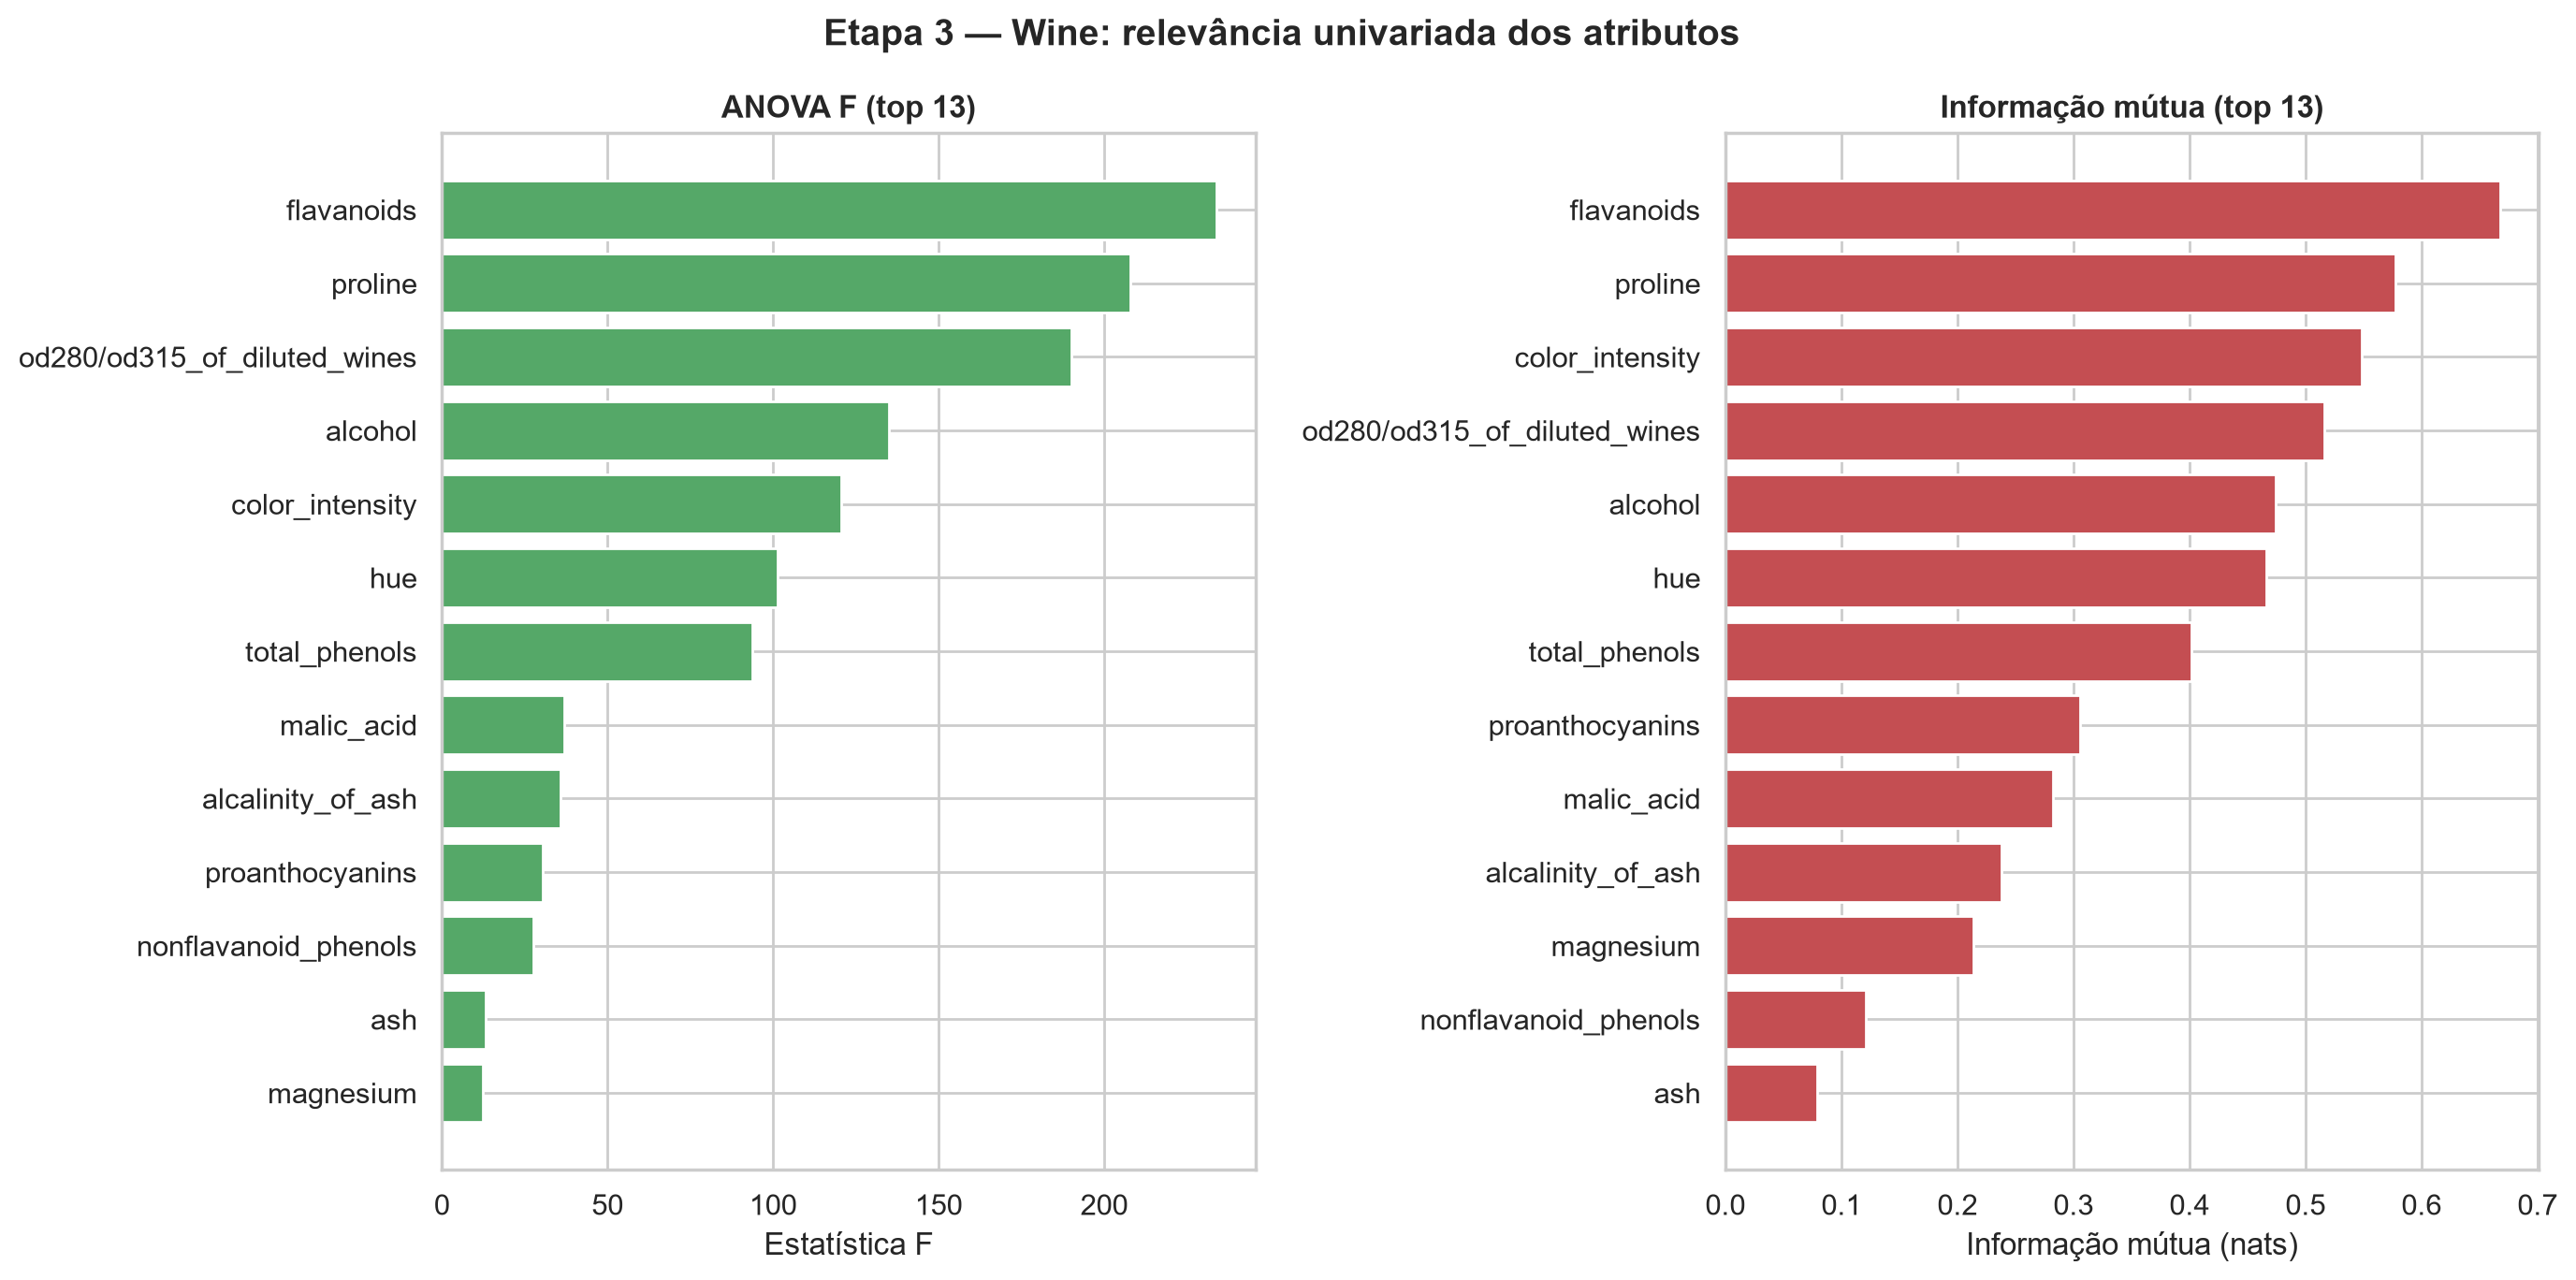 Etapa 3 — Wine: relevância univariada dos atributos
ANOVA F (top 13)
flavanoids
proline
od280/od315_of_diluted_wines
alcohol
color_intensity
hue
total_phenols
malic_acid
alcalinity_of_ash
proanthocyanins
nonflavanoid_phenols
ash
magnesium
0 50 100 150 200
Estatística F
Informação mútua (top 13)
flavanoids
proline
color_intensity
od280/od315_of_diluted_wines
alcohol
hue
total_phenols
proanthocyanins
malic_acid
alcalinity_of_ash
magnesium
nonflavanoid_phenols
ash
0.0 0.1 0.2 0.3 0.4 0.5 0.6 0.7
Informação mútua (nats)